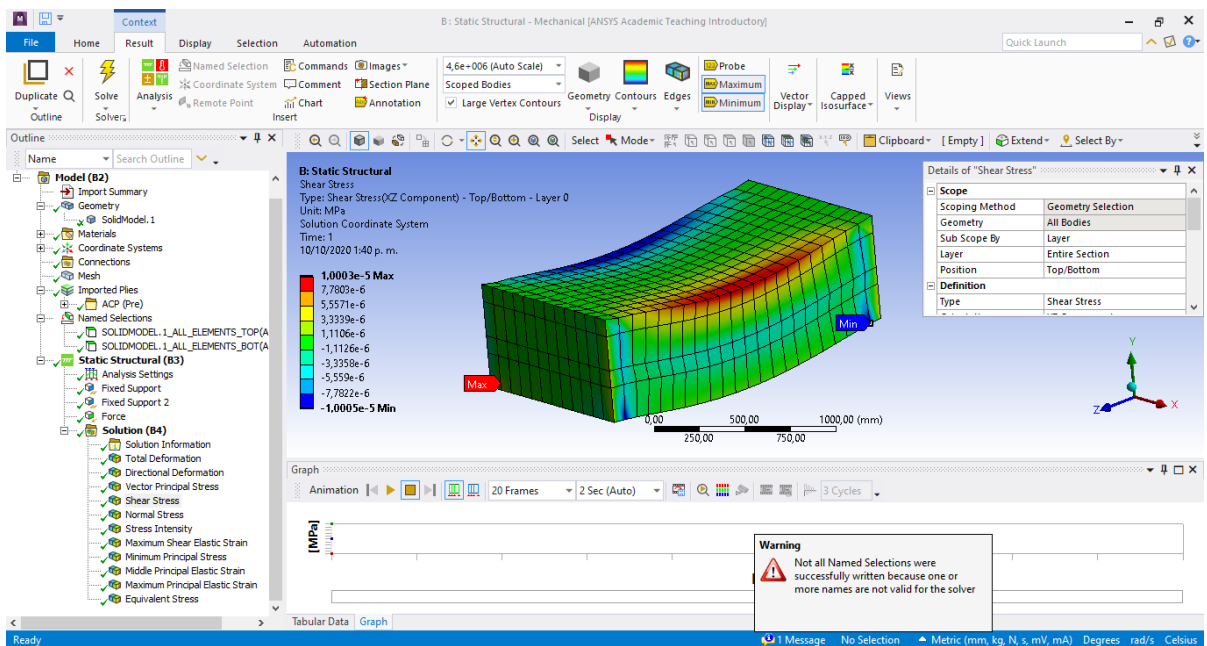 M
Context
B : Static Structural - Mechanical [ANSYS Academic Teaching Introductory]
File Home Result Display Selection Automation
Quick Launch
Duplicate
Outline
Solve
Solver
Analysis
Named Selection
Coordinate System
Remote Point
Commands
Comment
Chart
Images
Section Plane
Annotation
Insert
4,6e+006 (Auto Scale)
Scoped Bodies
Large Vertex Contours
Geometry Contours Edges
Probe
Maximum
Minimum
Display
Vector Display
Capped Isosurface
Views
Outline
Name
Search Outline
Select Mode
Clipboard [ Empty ] Extend Select By
Model (B2)
Import Summary
Geometry
SolidModel.1
Materials
Coordinate Systems
Connections
Mesh
Imported Plies
ACP (Pre)
Named Selections
SOLIDMODEL.1_ALL_ELEMENTS_TOP(A
SOLIDMODEL.1_ALL_ELEMENTS_BOT(A
Static Structural (B3)
Analysis Settings
Fixed Support
Fixed Support 2
Force
Solution (B4)
Solution Information
Total Deformation
Directional Deformation
Vector Principal Stress
Shear Stress
Normal Stress
Stress Intensity
Maximum Shear Elastic Strain
Minimum Principal Stress
Middle Principal Elastic Strain
Maximum Principal Elastic Strain
Equivalent Stress
B: Static Structural
Shear Stress
Type: Shear Stress(XZ Component) - Top/Bottom - Layer 0
Unit: MPa
Solution Coordinate System
Time: 1
10/10/2020 1:40 p. m.
1,0003e-5 Max
7,7803e-6
5,5571e-6
3,3339e-6
1,1106e-6
-1,1126e-6
-3,3358e-6
-5,559e-6
-7,7822e-6
-1,0005e-5 Min
Max
Min
0,00 500,00 1000,00 (mm)
250,00 750,00
Y
Z
X
Details of "Shear Stress"
Scope
Scoping Method Geometry Selection
Geometry All Bodies
Sub Scope By Layer
Layer Entire Section
Position Top/Bottom
Definition
Type Shear Stress
Graph
Animation 20 Frames 2 Sec (Auto) 3 Cycles
[MPa]
Warning
Not all Named Selections were
successfully written because one or
more names are not valid for the solver
Tabular Data Graph
Ready
1 Message No Selection Metric (mm, kg, N, s, mV, mA) Degrees rad/s Celsius